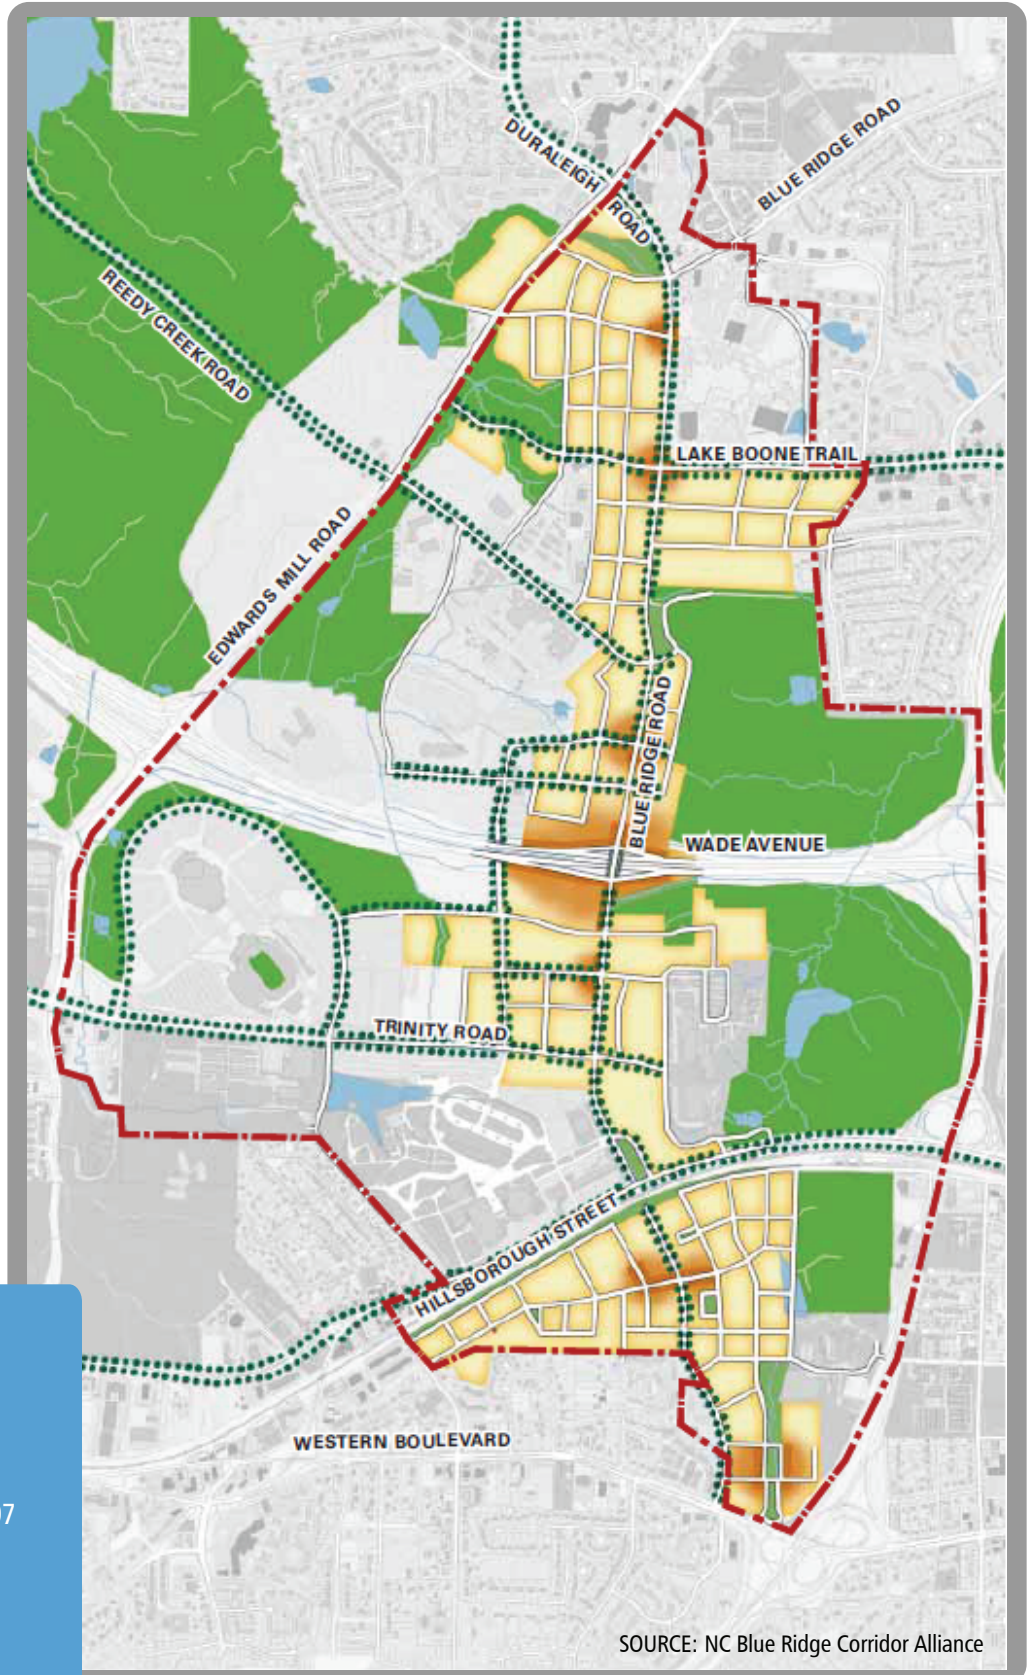 DURALEIGH ROAD
BLUE RIDGE ROAD
REEDY CREEK ROAD
LAKE BOONE TRAIL
EDWARDS MILL ROAD
BLUE RIDGE ROAD
WADE AVENUE
TRINITY ROAD
HILLSBOROUGH STREET
WESTERN BOULEVARD
07
SOURCE: NC Blue Ridge Corridor Alliance